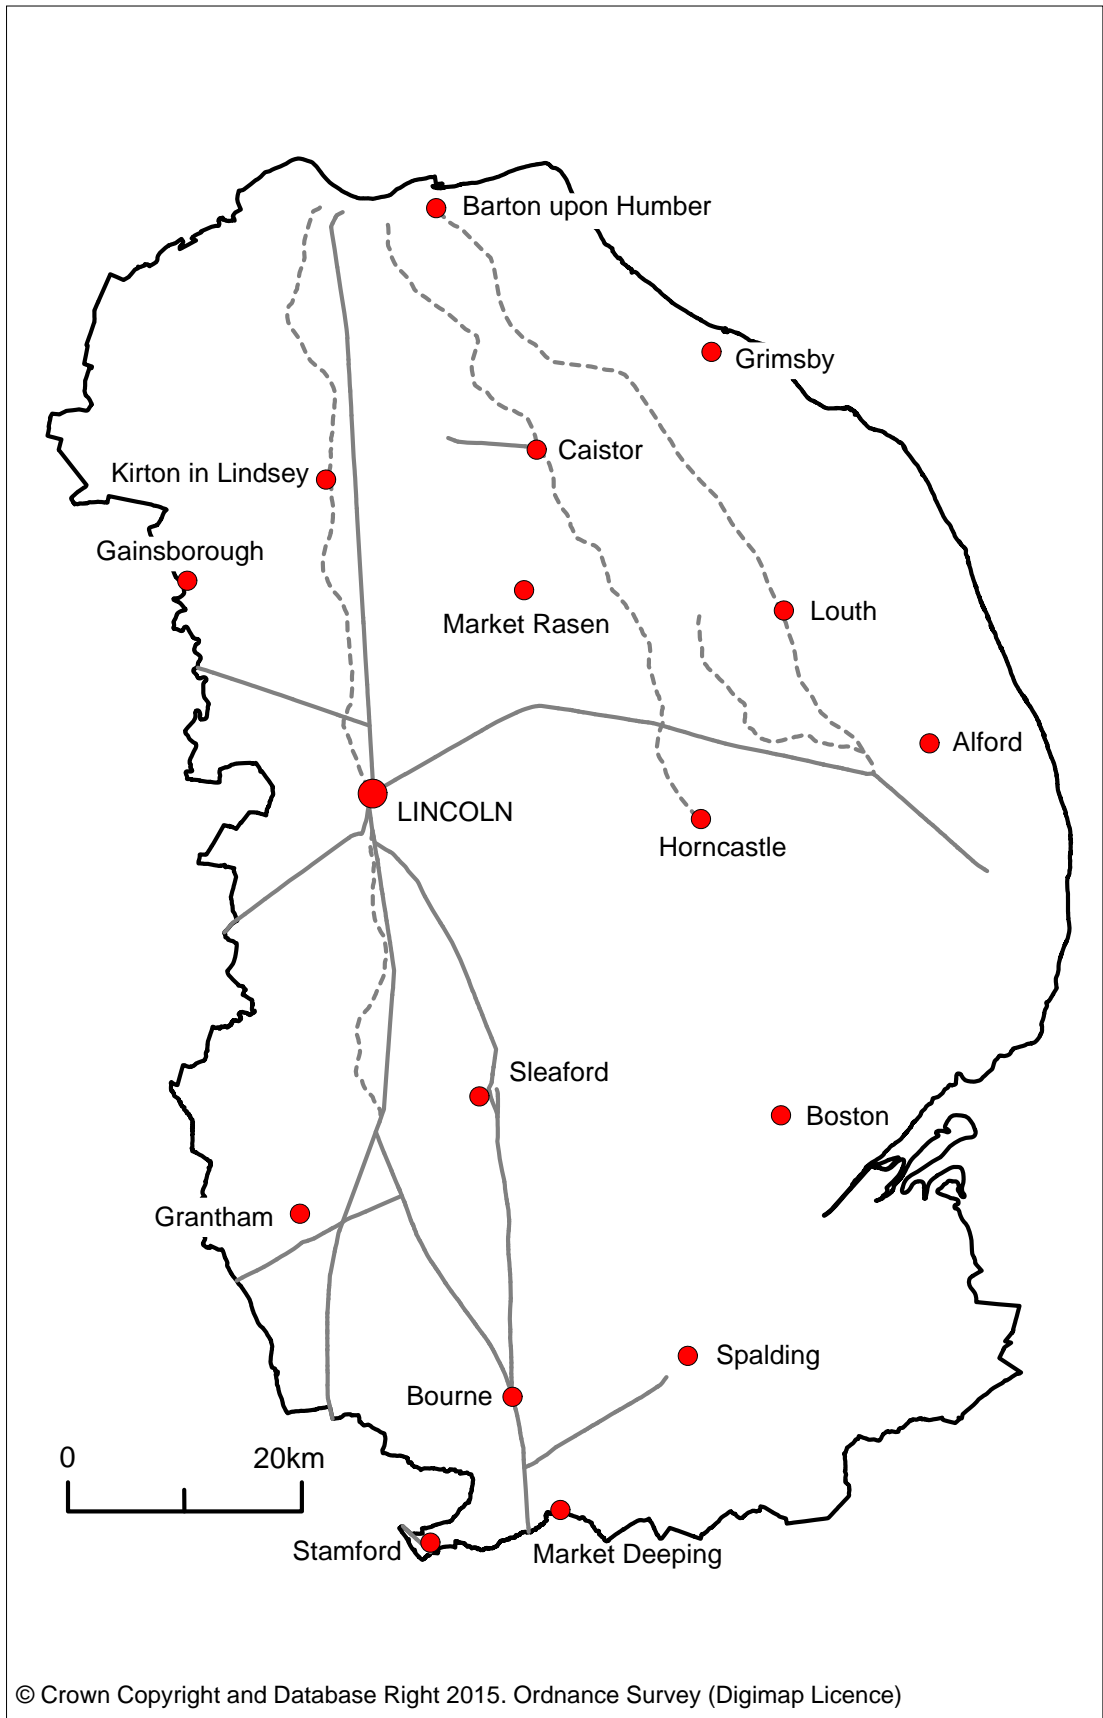 Barton upon Humber
Grimsby
Caistor
Kirton in Lindsey
Gainsborough
Market Rasen
Louth
Alford
LINCOLN
Horncastle
Sleaford
Boston
Grantham
Spalding
Bourne
0 20km
Stamford
Market Deeping
© Crown Copyright and Database Right 2015. Ordnance Survey (Digimap Licence)